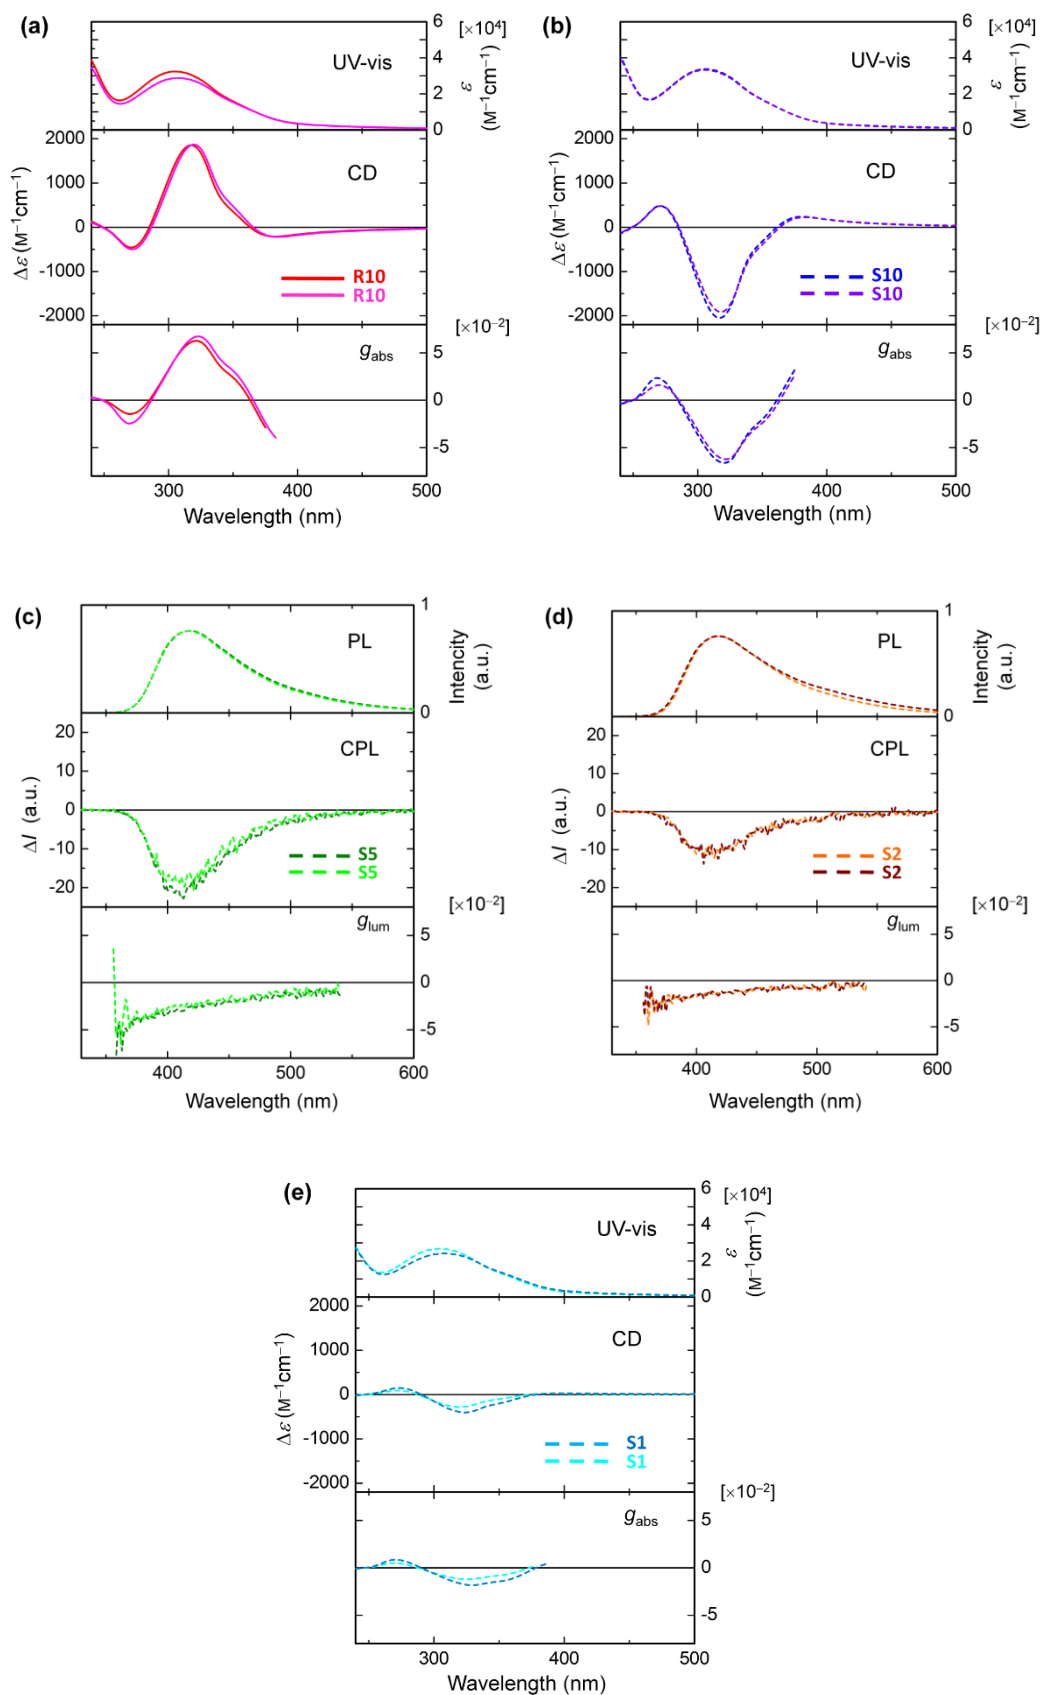 (a)
UV-vis
6 [×10⁴]
4
2
0
ε
(M⁻¹cm⁻¹)
2000
1000
0
-1000
-2000
Δε (M⁻¹cm⁻¹)
CD
R10
R10
[×10⁻²]
g_abs
5
0
-5
300 400 500
Wavelength (nm)
(b)
UV-vis
6 [×10⁴]
4
2
0
ε
(M⁻¹cm⁻¹)
2000
1000
0
-1000
-2000
Δε (M⁻¹cm⁻¹)
CD
S10
S10
[×10⁻²]
g_abs
5
0
-5
300 400 500
Wavelength (nm)
(c)
PL
1
0
Intencity
(a.u.)
20
10
0
-10
-20
ΔI (a.u.)
CPL
S5
S5
[×10⁻²]
g_lum
5
0
-5
400 500 600
Wavelength (nm)
(d)
PL
1
0
Intencity
(a.u.)
20
10
0
-10
-20
ΔI (a.u.)
CPL
S2
S2
[×10⁻²]
g_lum
5
0
-5
400 500 600
Wavelength (nm)
(e)
UV-vis
6 [×10⁴]
4
2
0
ε
(M⁻¹cm⁻¹)
2000
1000
0
-1000
-2000
Δε (M⁻¹cm⁻¹)
CD
S1
S1
[×10⁻²]
g_abs
5
0
-5
300 400 500
Wavelength (nm)